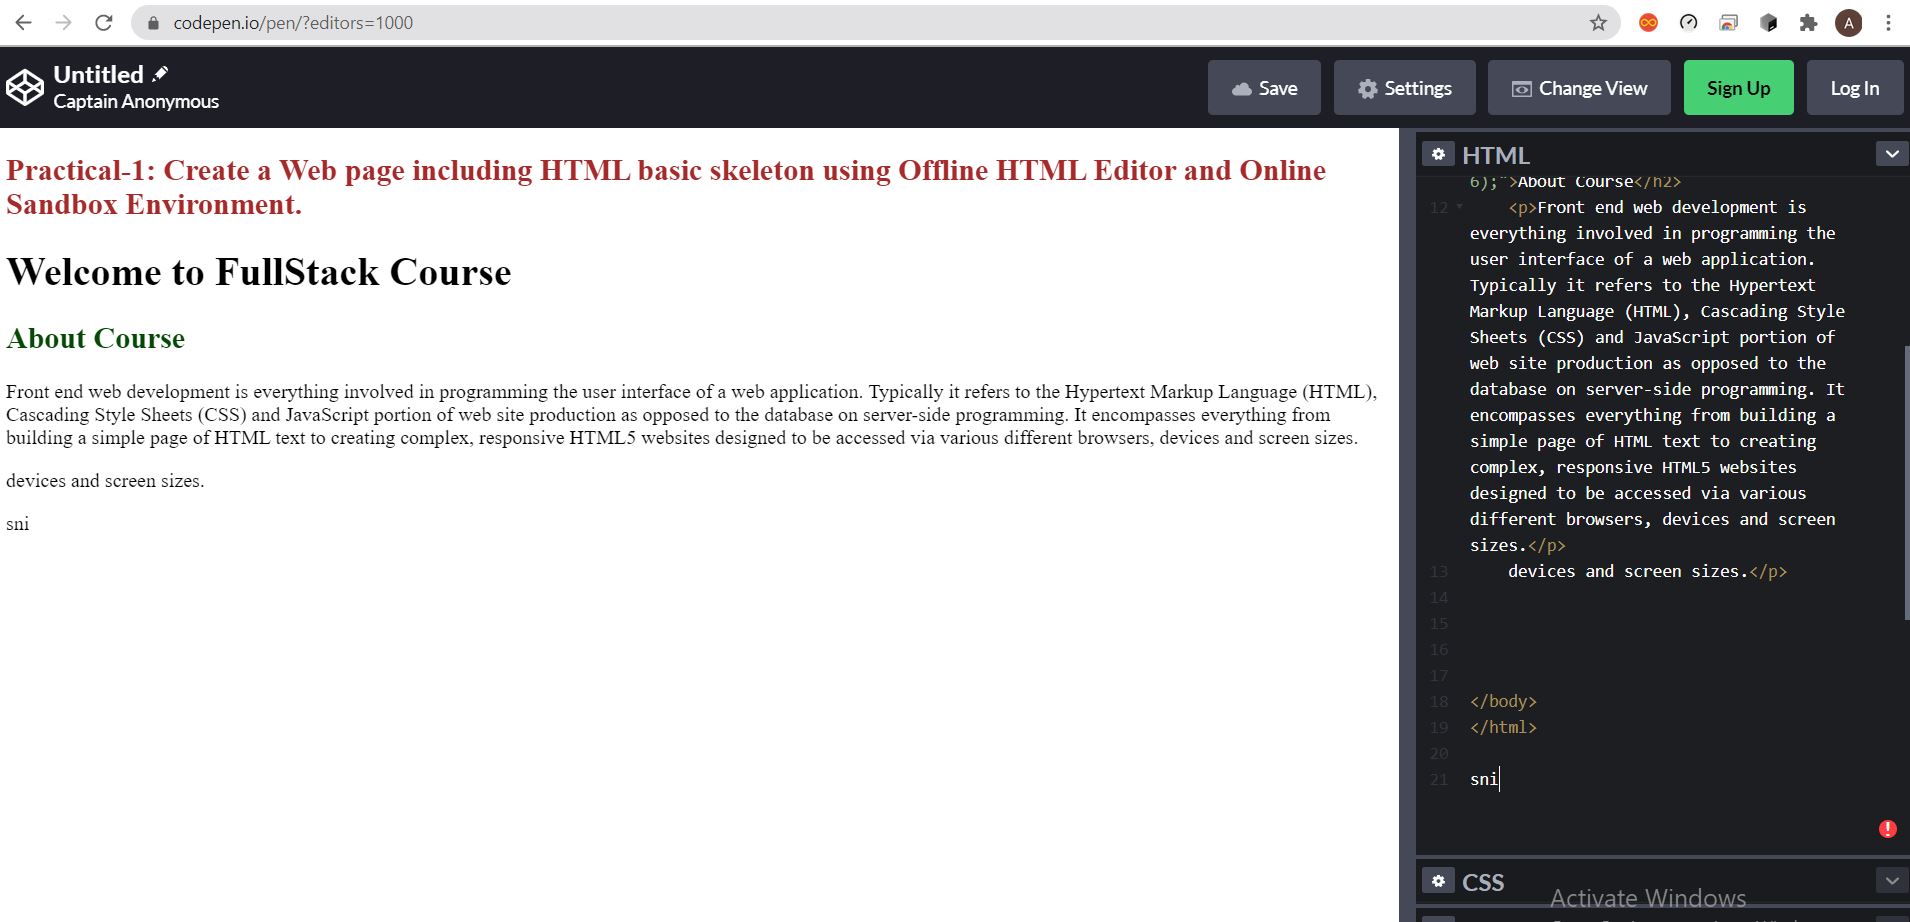 codepen.io/pen/?editors=1000
A
Untitled
Captain Anonymous
Save
Settings
Change View
Sign Up
Log In
Practical-1: Create a Web page including HTML basic skeleton using Offline HTML Editor and Online
Sandbox Environment.
Welcome to FullStack Course
About Course
Front end web development is everything involved in programming the user interface of a web application. Typically it refers to the Hypertext Markup Language (HTML),
Cascading Style Sheets (CSS) and JavaScript portion of web site production as opposed to the database on server-side programming. It encompasses everything from
building a simple page of HTML text to creating complex, responsive HTML5 websites designed to be accessed via various different browsers, devices and screen sizes.
devices and screen sizes.
sni
HTML
6);">About Course</h2>
12 <p>Front end web development is
everything involved in programming the
user interface of a web application.
Typically it refers to the Hypertext
Markup Language (HTML), Cascading Style
Sheets (CSS) and JavaScript portion of
web site production as opposed to the
database on server-side programming. It
encompasses everything from building a
simple page of HTML text to creating
complex, responsive HTML5 websites
designed to be accessed via various
different browsers, devices and screen
sizes.</p>
13 devices and screen sizes.</p>
14
15
16
17
18 </body>
19 </html>
20
21 sni
CSS
Activate Windows